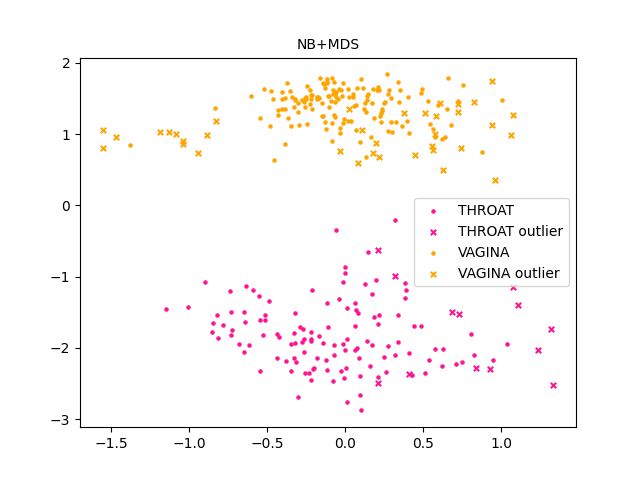 NB+MDS
2
1
0
−1
−2
−3
THROAT
THROAT outlier
VAGINA
VAGINA outlier
−1.5 −1.0 −0.5 0.0 0.5 1.0